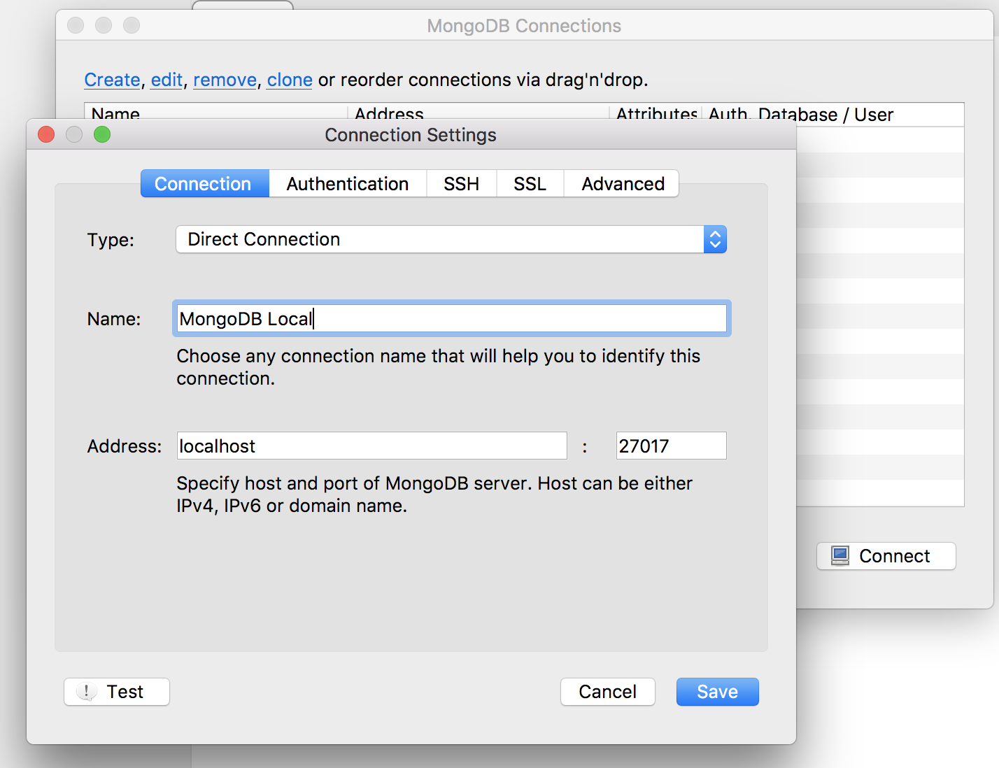 MongoDB Connections
Create, edit, remove, clone or reorder connections via drag'n'drop.
Name Address Attributes Auth. Database / User
Connection Settings
Connection Authentication SSH SSL Advanced
Type: Direct Connection
Name: MongoDB Local
Choose any connection name that will help you to identify this
connection.
Address: localhost : 27017
Specify host and port of MongoDB server. Host can be either
IPv4, IPv6 or domain name.
Connect
! Test Cancel Save